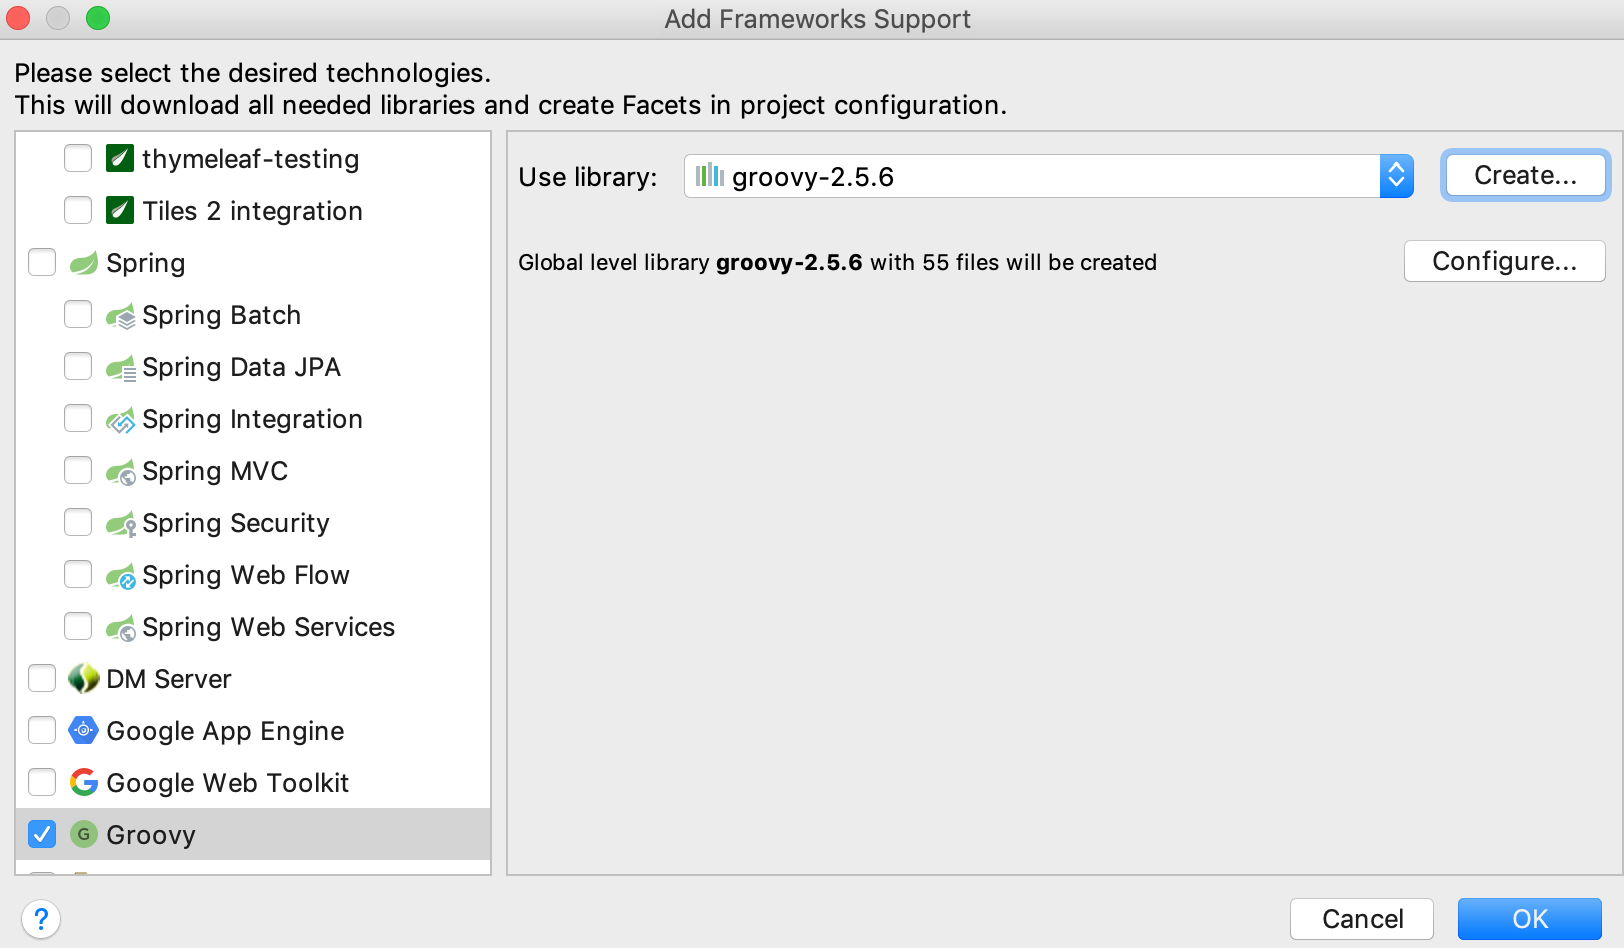 Add Frameworks Support
Please select the desired technologies.
This will download all needed libraries and create Facets in project configuration.
thymeleaf-testing
Tiles 2 integration
Spring
Spring Batch
Spring Data JPA
Spring Integration
Spring MVC
Spring Security
Spring Web Flow
Spring Web Services
DM Server
Google App Engine
Google Web Toolkit
G Groovy
Use library: groovy-2.5.6 Create...
Global level library groovy-2.5.6 with 55 files will be created Configure...
? Cancel OK